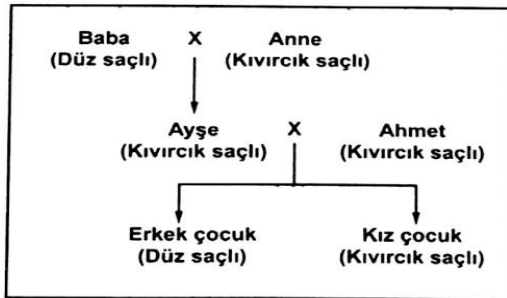 Baba X Anne
(Düz saçlı) (Kıvırcık saçlı)
Ayşe X Ahmet
(Kıvırcık saçlı) (Kıvırcık saçlı)
Erkek çocuk Kız çocuk
(Düz saçlı) (Kıvırcık saçlı)